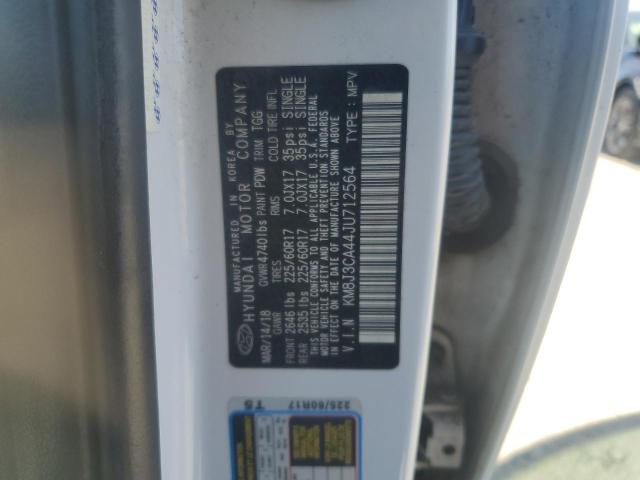 MANUFACTURED IN KOREA BY
HYUNDAI MOTOR COMPANY
MAR/14/18 GVWR 4740lbs PAINT PDW TRIM TGG
GAWR TIRES RMS COLD TIRE INFL
FRONT 2646 lbs 225/60R17 7.0JX17 35psi SINGLE
REAR 2535 lbs 225/60R17 7.0JX17 35psi SINGLE
THIS VEHICLE CONFORMS TO ALL APPLICABLE U.S.A. FEDERAL
MOTOR VEHICLE SAFETY AND THEFT PREVENTION STANDARDS
IN EFFECT ON THE DATE OF MANUFACTURE SHOWN ABOVE
V.I.N KM8J3CA44JU712564 TYPE : MPV
225/60R17